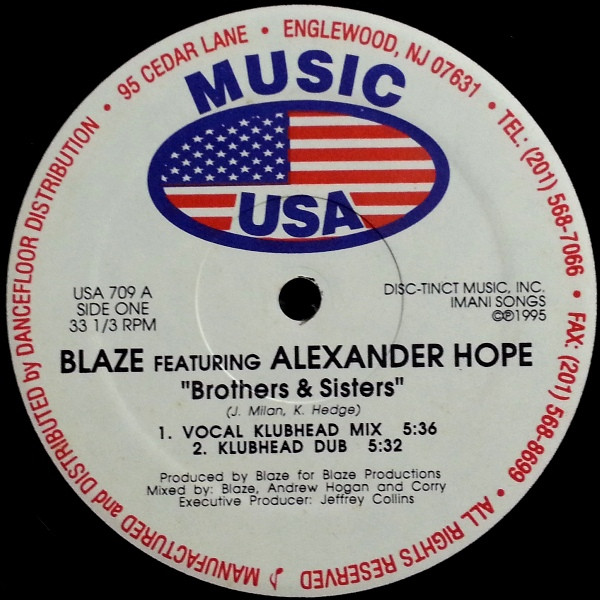 MUSIC
USA
USA 709 A
SIDE ONE
33 1/3 RPM
DISC-TINCT MUSIC, INC.
IMANI SONGS
©℗1995
BLAZE FEATURING ALEXANDER HOPE
"Brothers & Sisters"
(J. Milan, K. Hedge)
1. VOCAL KLUBHEAD MIX 5:36
2. KLUBHEAD DUB 5:32
Produced by Blaze for Blaze Productions
Mixed by: Blaze, Andrew Hogan and Corry
Executive Producer: Jeffrey Collins
MANUFACTURED and DISTRIBUTED by DANCEFLOOR DISTRIBUTION • 95 CEDAR LANE • ENGLEWOOD, NJ 07631 • TEL: (201) 568-7066 • FAX: (201) 568-8699 • ALL RIGHTS RESERVED ♪